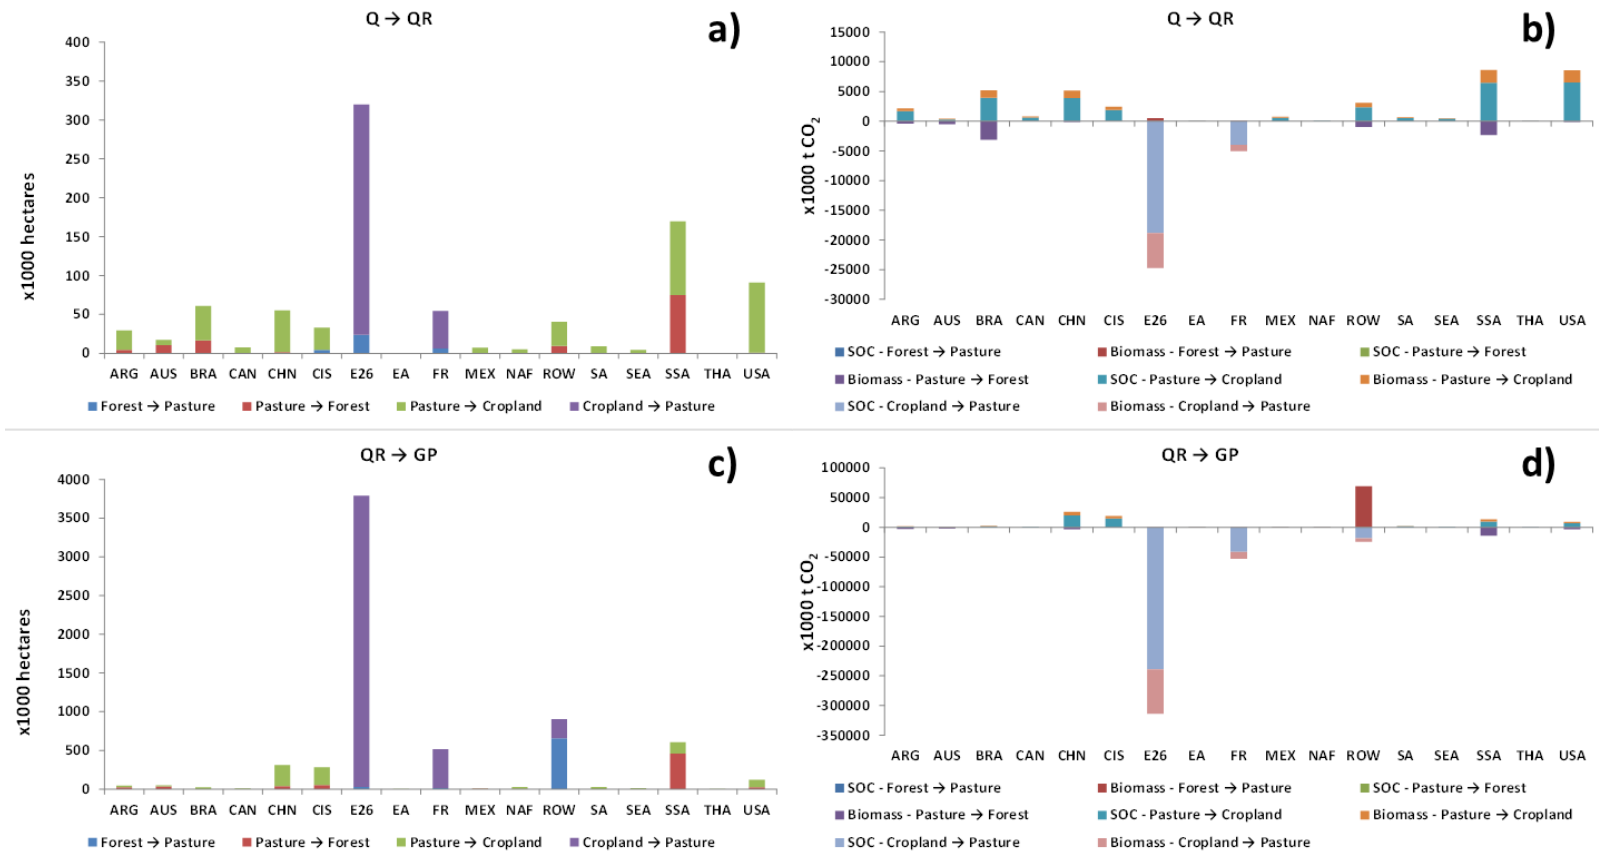 Q → QR
a)
400
350
300
250
200
150
100
50
0
x1000 hectares
ARG AUS BRA CAN CHN CIS E26 EA FR MEX NAF ROW SA SEA SSA THA USA
Forest → Pasture Pasture → Forest Pasture → Cropland Cropland → Pasture
Q → QR
b)
15000
10000
5000
0
-5000
-10000
-15000
-20000
-25000
-30000
x1000 t CO2
ARG AUS BRA CAN CHN CIS E26 EA FR MEX NAF ROW SA SEA SSA THA USA
SOC - Forest → Pasture Biomass - Forest → Pasture SOC - Pasture → Forest
Biomass - Pasture → Forest SOC - Pasture → Cropland Biomass - Pasture → Cropland
SOC - Cropland → Pasture Biomass - Cropland → Pasture
QR → GP
c)
4000
3500
3000
2500
2000
1500
1000
500
0
x1000 hectares
ARG AUS BRA CAN CHN CIS E26 EA FR MEX NAF ROW SA SEA SSA THA USA
Forest → Pasture Pasture → Forest Pasture → Cropland Cropland → Pasture
QR → GP
d)
100000
50000
0
-50000
-100000
-150000
-200000
-250000
-300000
-350000
x1000 t CO2
ARG AUS BRA CAN CHN CIS E26 EA FR MEX NAF ROW SA SEA SSA THA USA
SOC - Forest → Pasture Biomass - Forest → Pasture SOC - Pasture → Forest
Biomass - Pasture → Forest SOC - Pasture → Cropland Biomass - Pasture → Cropland
SOC - Cropland → Pasture Biomass - Cropland → Pasture